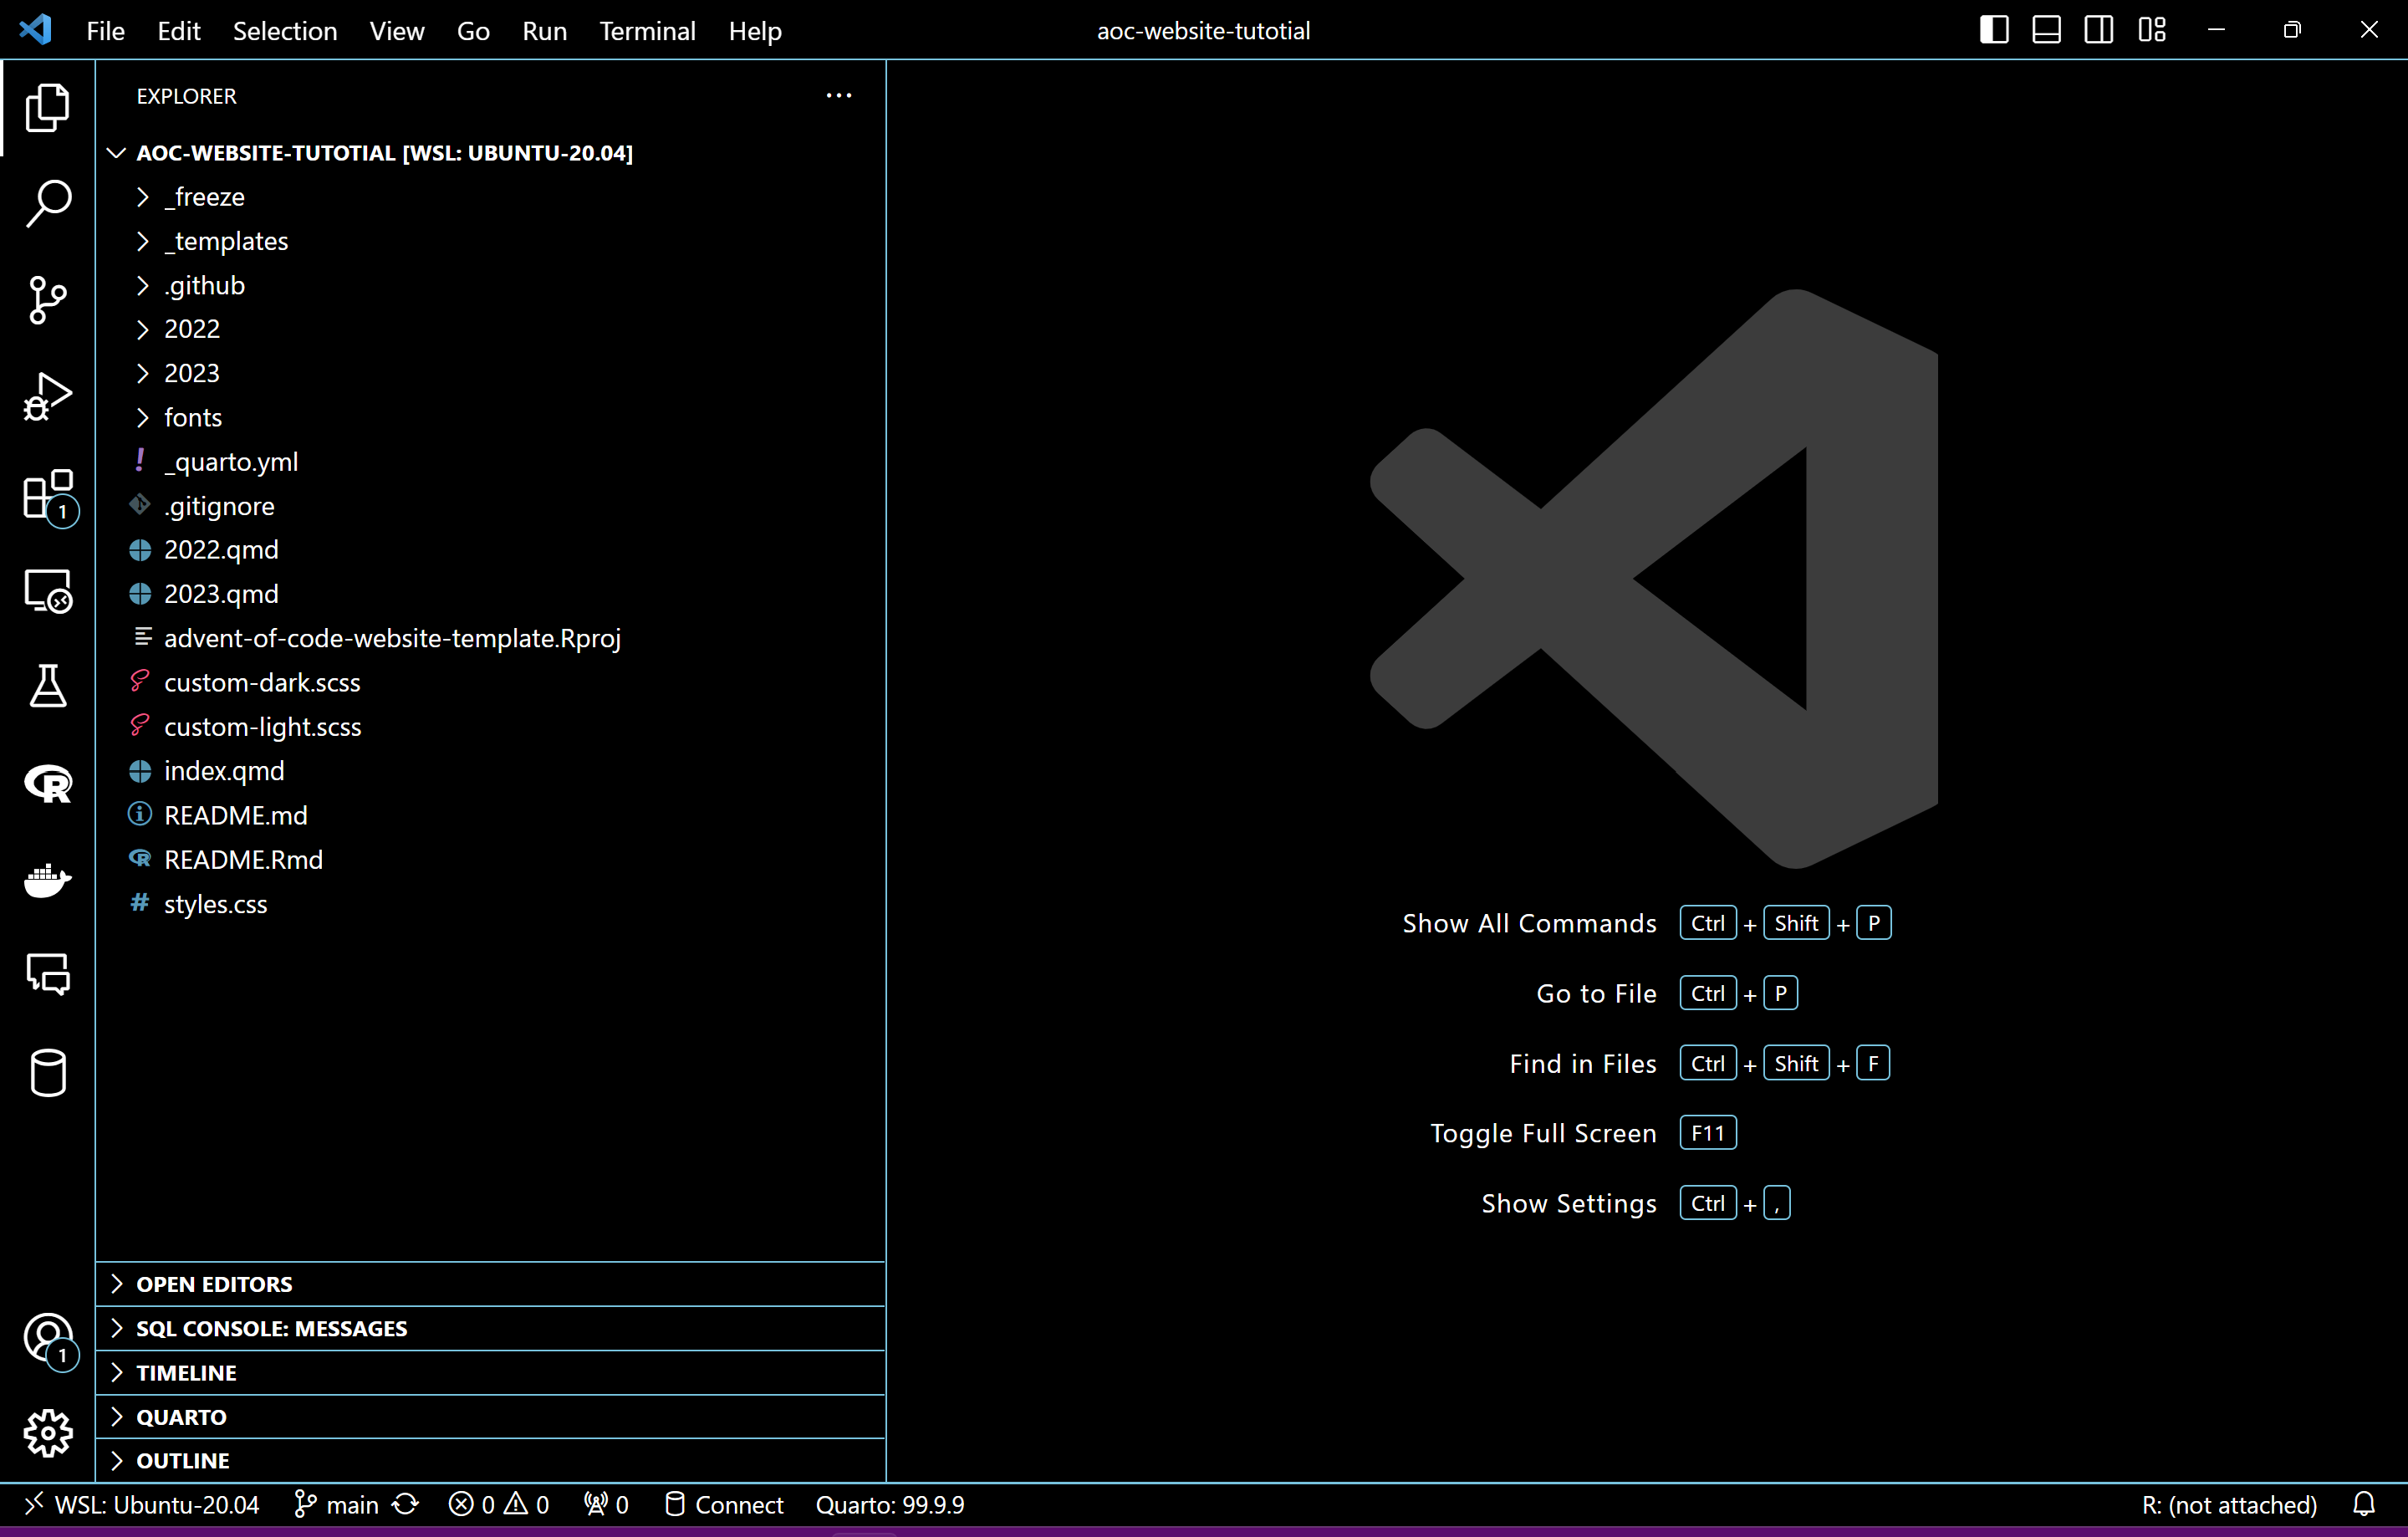 File Edit Selection View Go Run Terminal Help aoc-website-tutotial
EXPLORER
AOC-WEBSITE-TUTOTIAL [WSL: UBUNTU-20.04]
_freeze
_templates
.github
2022
2023
fonts
! _quarto.yml
.gitignore
2022.qmd
2023.qmd
advent-of-code-website-template.Rproj
custom-dark.scss
custom-light.scss
index.qmd
README.md
README.Rmd
# styles.css
1
1
OPEN EDITORS
SQL CONSOLE: MESSAGES
TIMELINE
QUARTO
OUTLINE
Show All Commands Ctrl + Shift + P
Go to File Ctrl + P
Find in Files Ctrl + Shift + F
Toggle Full Screen F11
Show Settings Ctrl + ,
WSL: Ubuntu-20.04 main 0 0 0 Connect Quarto: 99.9.9 R: (not attached)